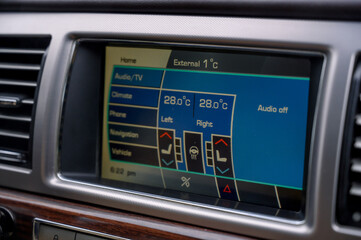 Home External 1°C
Audio/TV
Climate
Phone
Navigation
Vehicle
28.0°C 28.0°C
Left Right
Audio off
6:22 pm